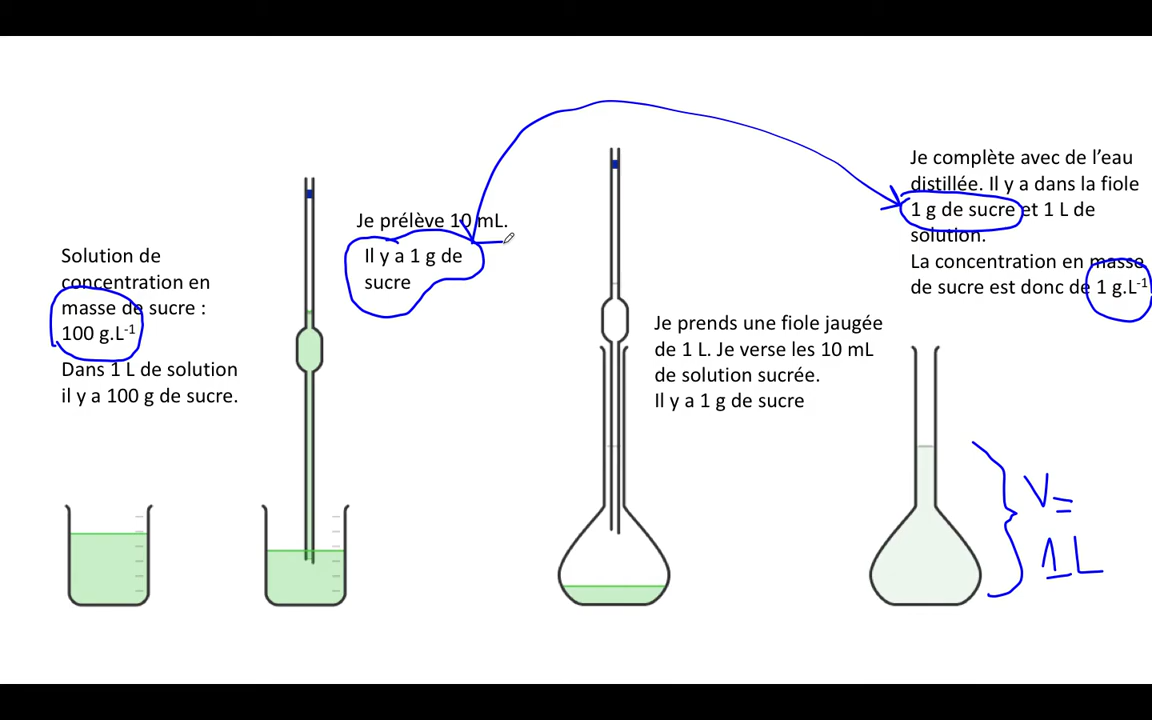 Solution de
concentration en
masse de sucre :
100 g.L⁻¹
Dans 1 L de solution
il y a 100 g de sucre.
Je prélève 10 mL.
Il y a 1 g de
sucre
Je prends une fiole jaugée
de 1 L. Je verse les 10 mL
de solution sucrée.
Il y a 1 g de sucre
Je complète avec de l’eau
distillée. Il y a dans la fiole
1 g de sucre et 1 L de
solution.
La concentration en masse
de sucre est donc de 1 g.L⁻¹
V =
1 L